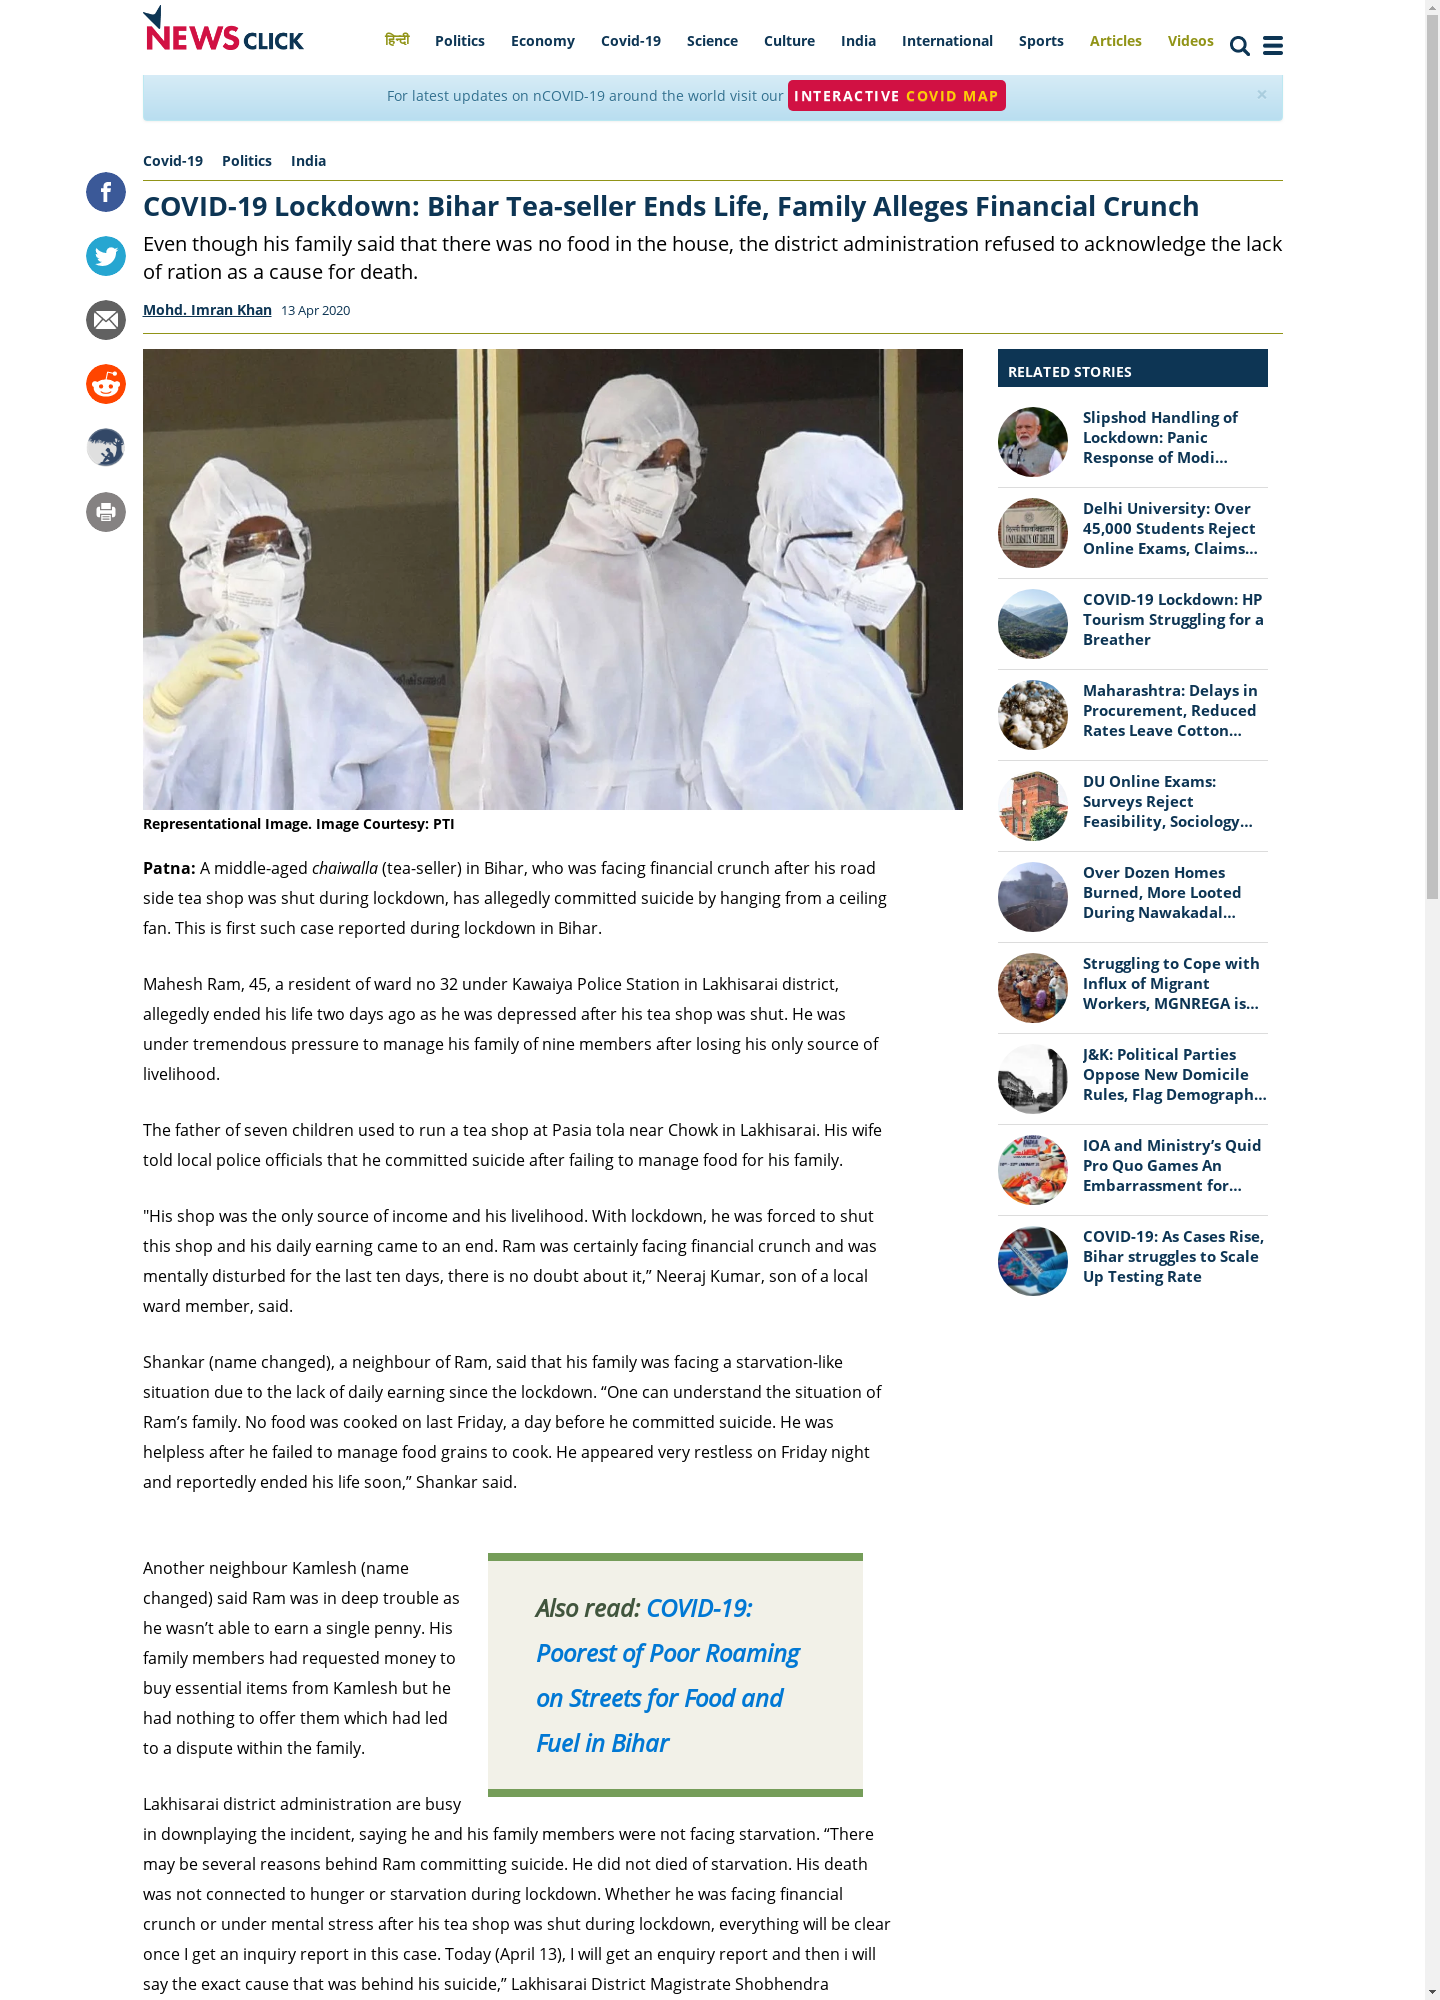 NEWS CLICK
हिन्दी Politics Economy Covid-19 Science Culture India International Sports Articles Videos
For latest updates on nCOVID-19 around the world visit our INTERACTIVE COVID MAP ×
Covid-19 Politics India
COVID-19 Lockdown: Bihar Tea-seller Ends Life, Family Alleges Financial Crunch
Even though his family said that there was no food in the house, the district administration refused to acknowledge the lack
of ration as a cause for death.
Mohd. Imran Khan 13 Apr 2020
Representational Image. Image Courtesy: PTI
Patna: A middle-aged chaiwalla (tea-seller) in Bihar, who was facing financial crunch after his road
side tea shop was shut during lockdown, has allegedly committed suicide by hanging from a ceiling
fan. This is first such case reported during lockdown in Bihar.
Mahesh Ram, 45, a resident of ward no 32 under Kawaiya Police Station in Lakhisarai district,
allegedly ended his life two days ago as he was depressed after his tea shop was shut. He was
under tremendous pressure to manage his family of nine members after losing his only source of
livelihood.
The father of seven children used to run a tea shop at Pasia tola near Chowk in Lakhisarai. His wife
told local police officials that he committed suicide after failing to manage food for his family.
"His shop was the only source of income and his livelihood. With lockdown, he was forced to shut
this shop and his daily earning came to an end. Ram was certainly facing financial crunch and was
mentally disturbed for the last ten days, there is no doubt about it,” Neeraj Kumar, son of a local
ward member, said.
Shankar (name changed), a neighbour of Ram, said that his family was facing a starvation-like
situation due to the lack of daily earning since the lockdown. “One can understand the situation of
Ram’s family. No food was cooked on last Friday, a day before he committed suicide. He was
helpless after he failed to manage food grains to cook. He appeared very restless on Friday night
and reportedly ended his life soon,” Shankar said.
Another neighbour Kamlesh (name
changed) said Ram was in deep trouble as
he wasn’t able to earn a single penny. His
family members had requested money to
buy essential items from Kamlesh but he
had nothing to offer them which had led
to a dispute within the family.
Also read: COVID-19:
Poorest of Poor Roaming
on Streets for Food and
Fuel in Bihar
Lakhisarai district administration are busy
in downplaying the incident, saying he and his family members were not facing starvation. “There
may be several reasons behind Ram committing suicide. He did not died of starvation. His death
was not connected to hunger or starvation during lockdown. Whether he was facing financial
crunch or under mental stress after his tea shop was shut during lockdown, everything will be clear
once I get an inquiry report in this case. Today (April 13), I will get an enquiry report and then i will
say the exact cause that was behind his suicide,” Lakhisarai District Magistrate Shobhendra
RELATED STORIES
Slipshod Handling of
Lockdown: Panic
Response of Modi…
Delhi University: Over
45,000 Students Reject
Online Exams, Claims…
COVID-19 Lockdown: HP
Tourism Struggling for a
Breather
Maharashtra: Delays in
Procurement, Reduced
Rates Leave Cotton…
DU Online Exams:
Surveys Reject
Feasibility, Sociology…
Over Dozen Homes
Burned, More Looted
During Nawakadal…
Struggling to Cope with
Influx of Migrant
Workers, MGNREGA is…
J&K: Political Parties
Oppose New Domicile
Rules, Flag Demograph…
IOA and Ministry’s Quid
Pro Quo Games An
Embarrassment for…
COVID-19: As Cases Rise,
Bihar struggles to Scale
Up Testing Rate